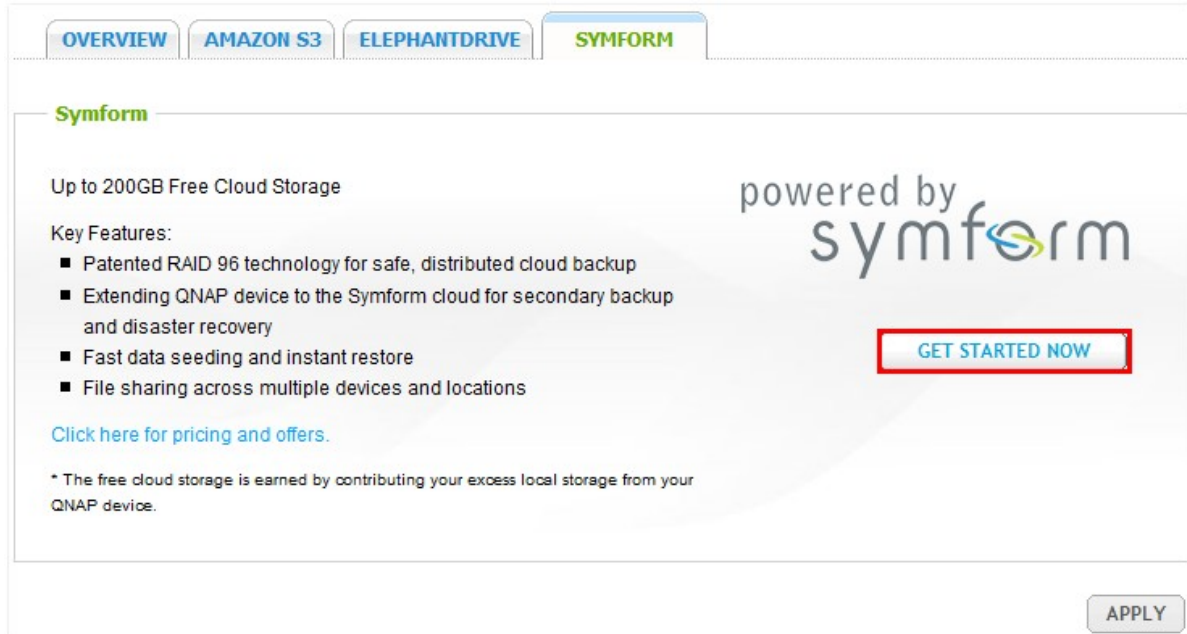 OVERVIEW
AMAZON S3
ELEPHANTDRIVE
SYMFORM
Symform
Up to 200GB Free Cloud Storage
Key Features:
Patented RAID 96 technology for safe, distributed cloud backup
Extending QNAP device to the Symform cloud for secondary backup
and disaster recovery
Fast data seeding and instant restore
File sharing across multiple devices and locations
Click here for pricing and offers.
* The free cloud storage is earned by contributing your excess local storage from your
QNAP device.
powered by
symform
GET STARTED NOW
APPLY